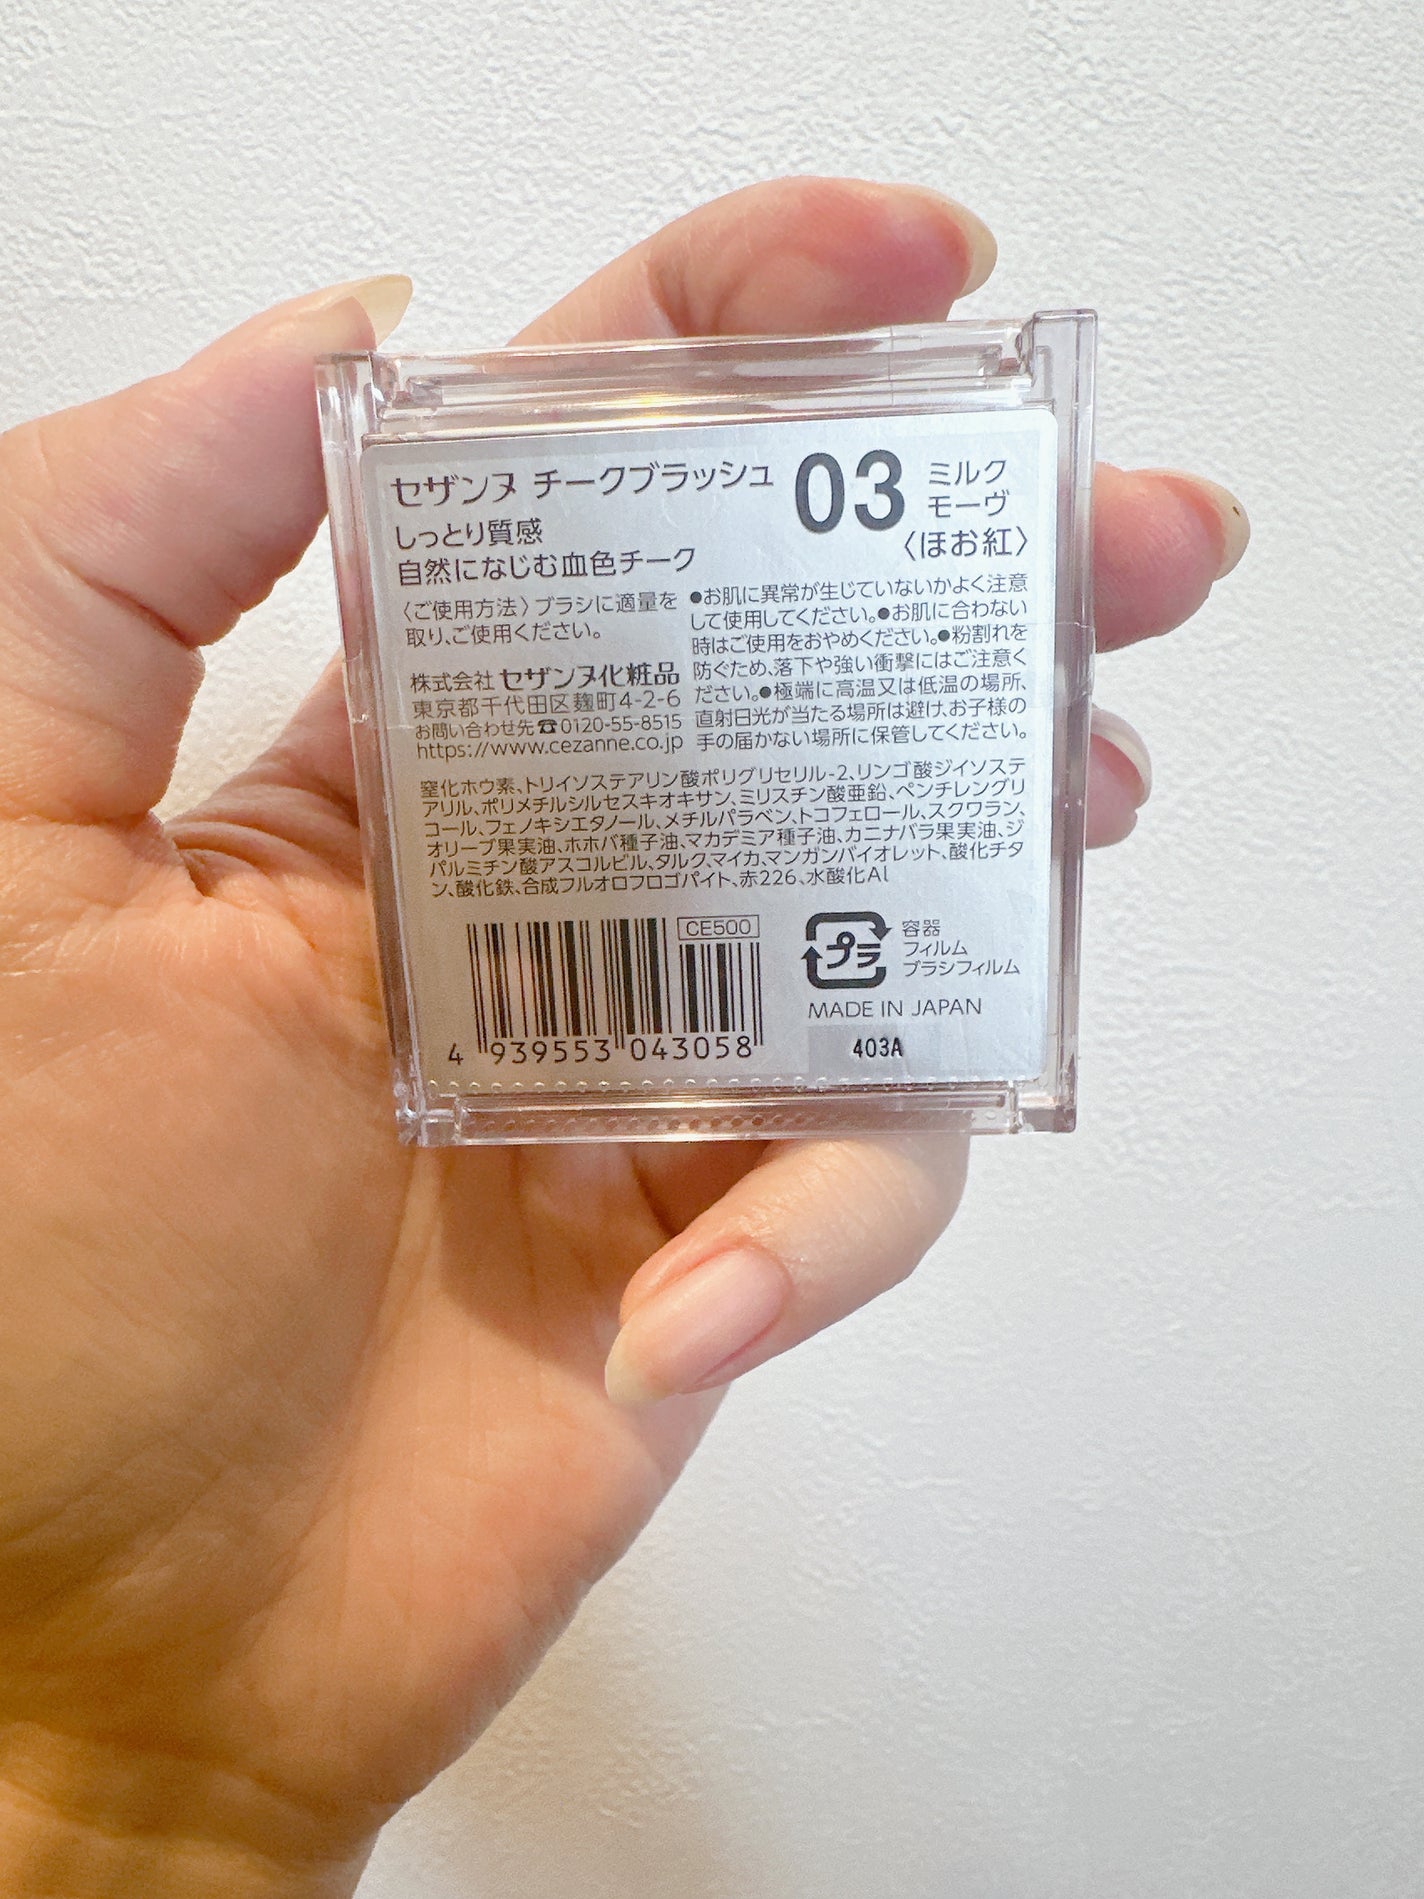 セザンヌ チークブラッシュ
03 ミルク
モーヴ
〈ほお紅〉
しっとり質感
自然になじむ血色チーク
〈ご使用方法〉ブラシに適量を
取り、ご使用ください。
株式会社 セザンヌ化粧品
東京都千代田区麹町4-2-6
お問い合わせ先☎0120-55-8515
https://www.cezanne.co.jp
●お肌に異常が生じていないかよく注意
して使用してください。●お肌に合わない
時はご使用をおやめください。●粉割れを
防ぐため、落下や強い衝撃にはご注意く
ださい。●極端に高温又は低温の場所、
直射日光が当たる場所は避け、お子様の
手の届かない場所に保管してください。
窒化ホウ素、トリイソステアリン酸ポリグリセリル-2、リンゴ酸ジイソステ
アリル、ポリメチルシルセスキオキサン、ミリスチン酸亜鉛、ペンチレングリ
コール、フェノキシエタノール、メチルパラベン、トコフェロール、スクワラン、
オリーブ果実油、ホホバ種子油、マカデミア種子油、カニナバラ果実油、ジ
パルミチン酸アスコルビル、タルク、マイカ、マンガンバイオレット、酸化チタ
ン、酸化鉄、合成フルオロフロゴパイト、赤226、水酸化Al
CE500
4 939553 043058
プラ
容器
フィルム
ブラシフィルム
MADE IN JAPAN
403A